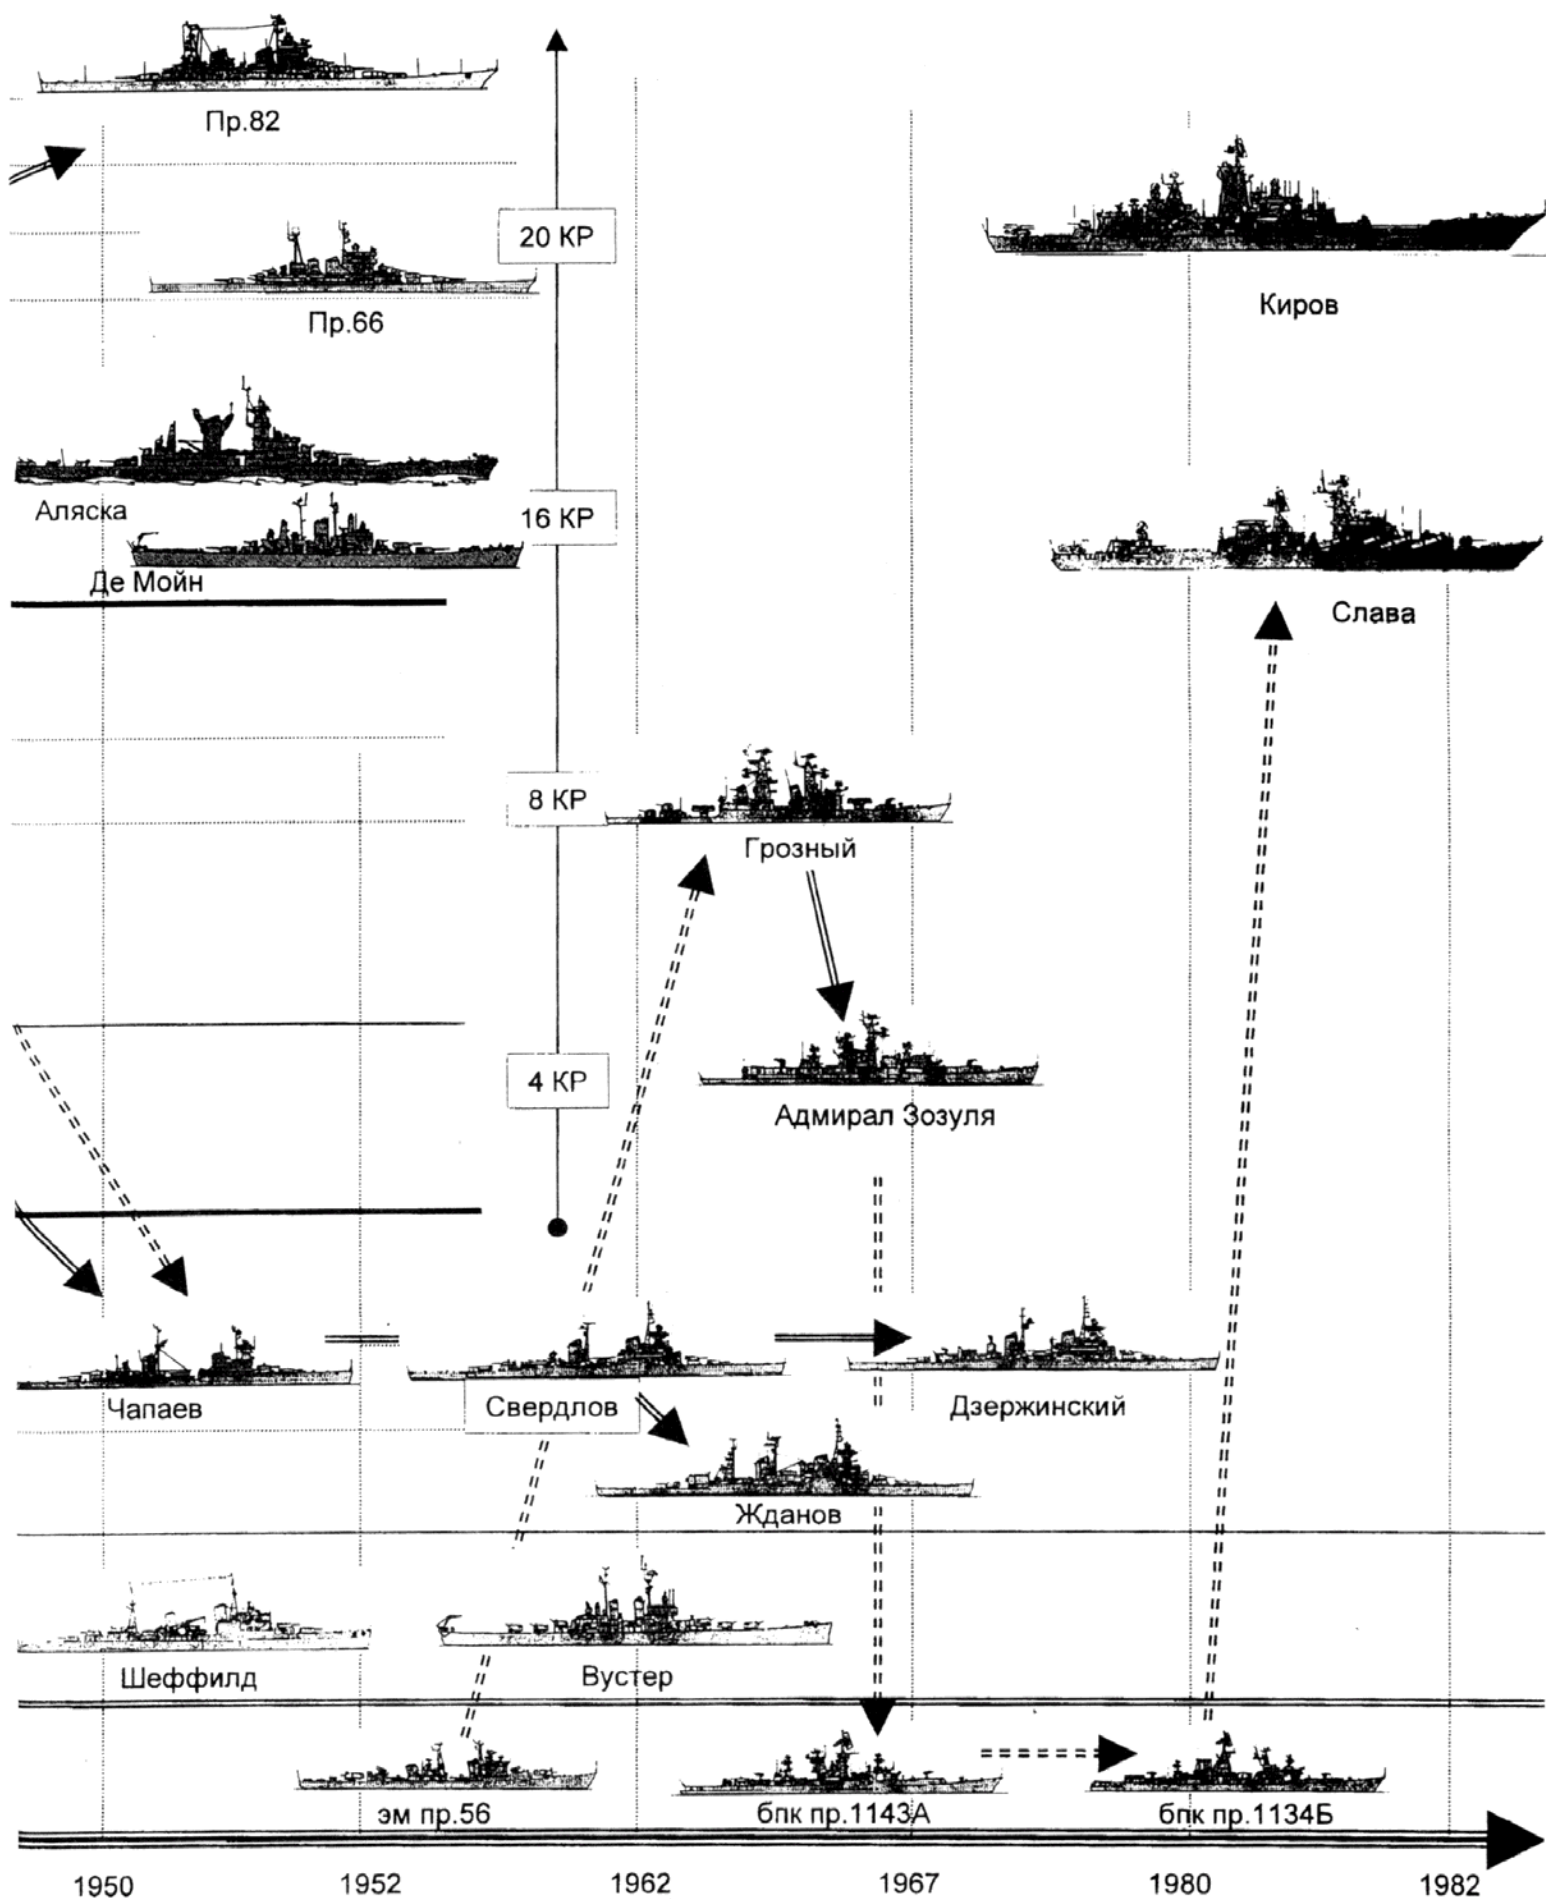 Пр.82
20 КР
Пр.66
Киров
Аляска
16 КР
Де Мойн
Слава
8 КР
Грозный
4 КР
Адмирал Зозуля
Чапаев
Свердлов
Дзержинский
Жданов
Шеффилд
Вустер
эм пр.56
бпк пр.1143А
бпк пр.1134Б
1950
1952
1962
1967
1980
1982